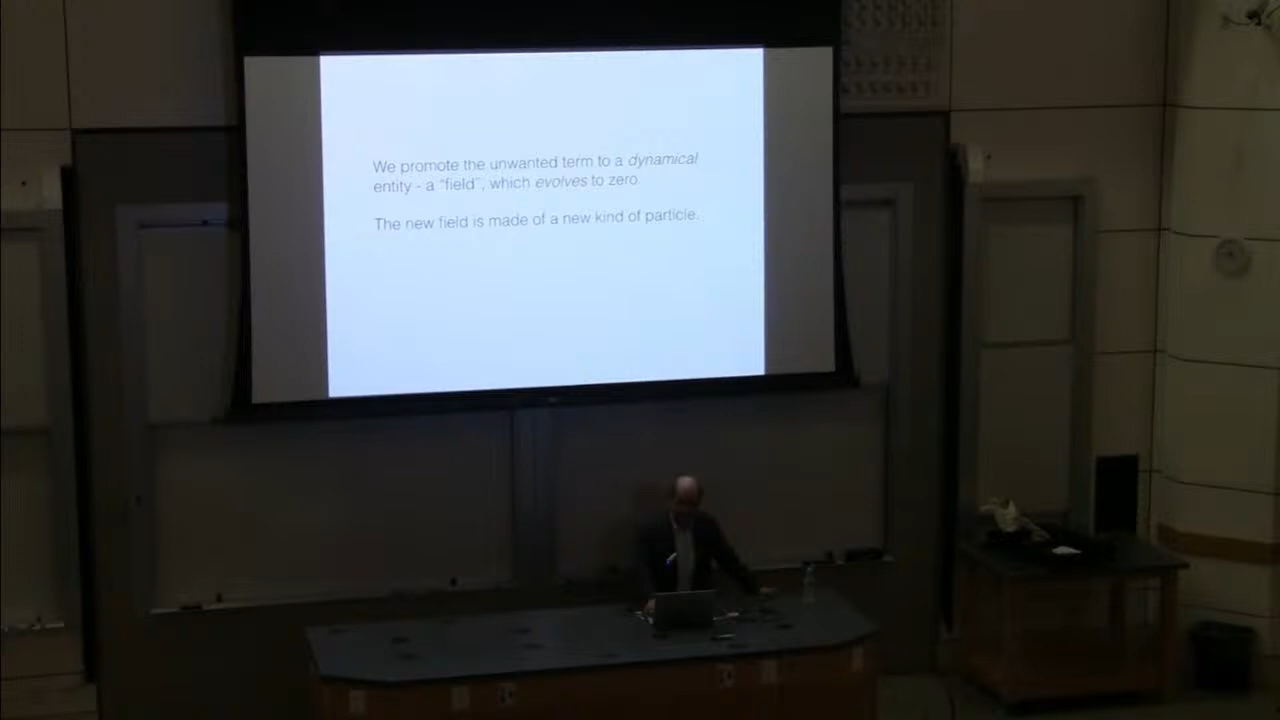 We promote the unwanted term to a dynamical
entity - a "field", which evolves to zero
The new field is made of a new kind of particle.